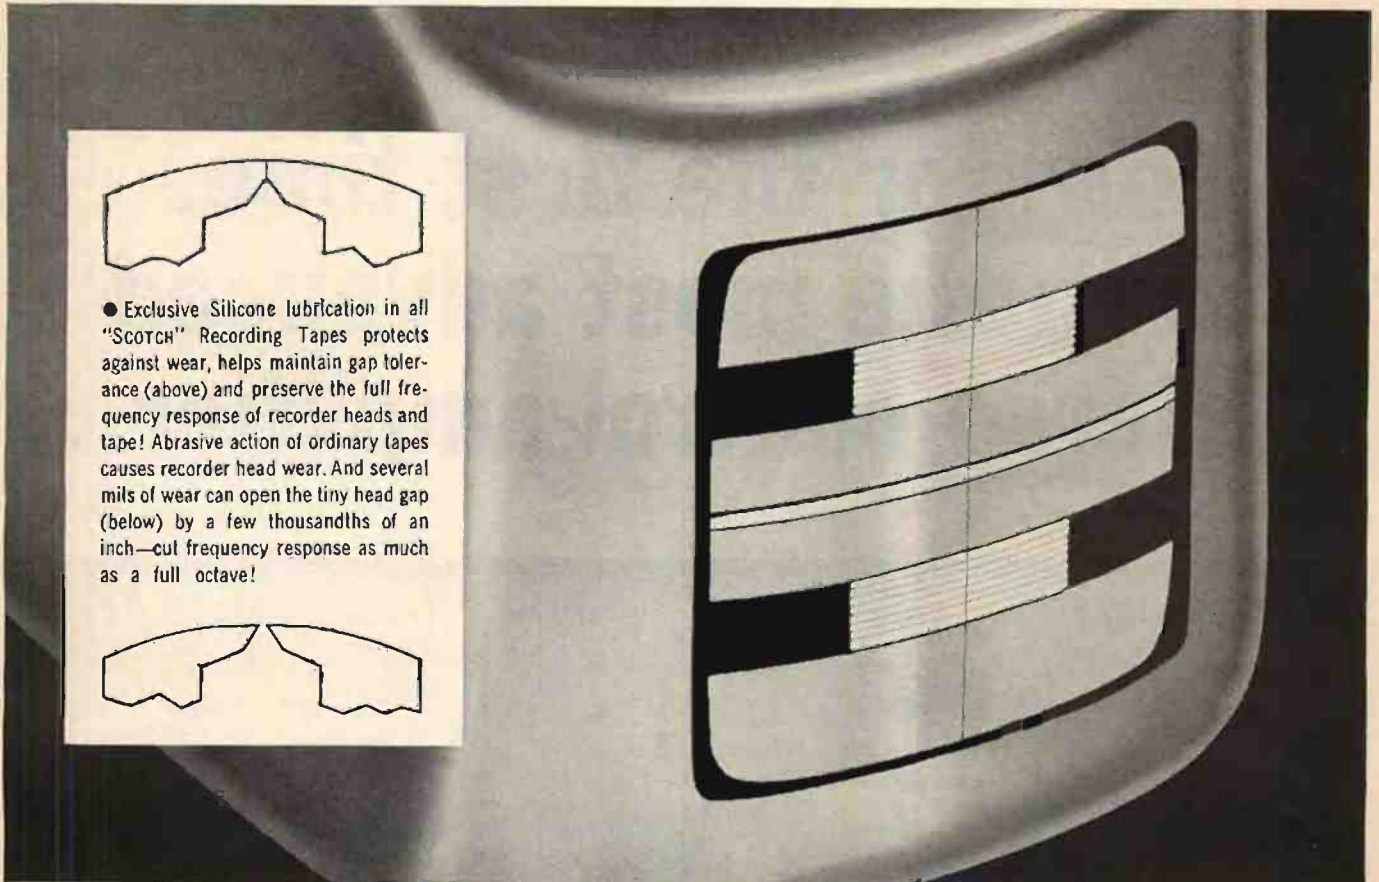 ● Exclusive Silicone lubrication in all
"SCOTCH" Recording Tapes protects
against wear, helps maintain gap toler-
ance (above) and preserve the full fre-
quency response of recorder heads and
tape! Abrasive action of ordinary tapes
causes recorder head wear. And several
mils of wear can open the tiny head gap
(below) by a few thousandths of an
inch—cut frequency response as much
as a full octave!